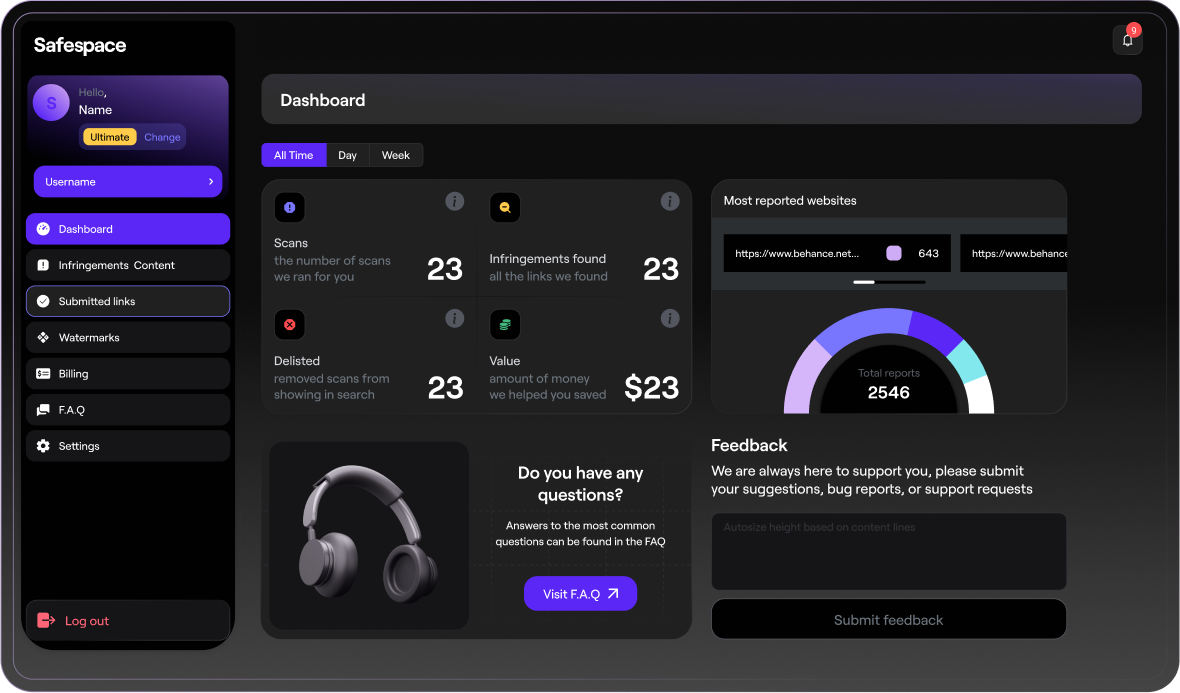 Safespace
9
S
Hello,
Name
Ultimate
Change
Username
Dashboard
Infringements Content
Submitted links
Watermarks
Billing
F.A.Q
Settings
Log out
Dashboard
All Time
Day
Week
Scans
the number of scans
we ran for you
23
Infringements found
all the links we found
23
Delisted
removed scans from
showing in search
23
Value
amount of money
we helped you saved
$23
Most reported websites
https://www.behance.net...
643
https://www.behance
Total reports
2546
Do you have any
questions?
Answers to the most common
questions can be found in the FAQ
Visit F.A.Q
Feedback
We are always here to support you, please submit
your suggestions, bug reports, or support requests
Autosize height based on content lines
Submit feedback